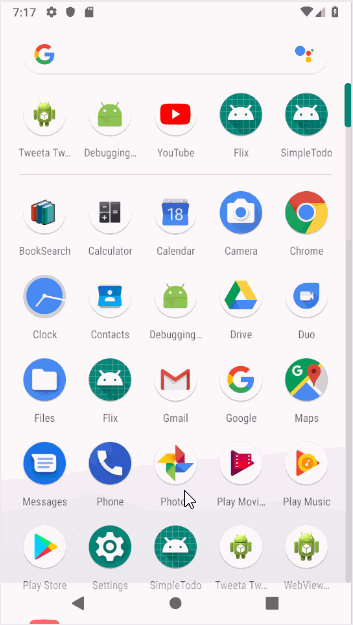 7:17
Tweeta Tw...
Debugging...
YouTube
Flix
SimpleTodo
BookSearch
Calculator
18
Calendar
Camera
Chrome
Clock
Contacts
Debugging...
Drive
Duo
Files
Flix
Gmail
Google
Maps
Messages
Phone
Photos
Play Movi...
Play Music
Play Store
Settings
SimpleTodo
Tweeta Tw...
WebView...